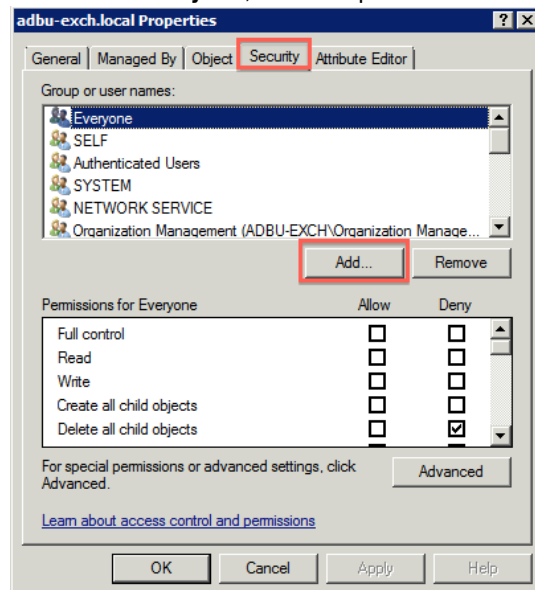 adbu-exch.local Properties
General Managed By Object Security Attribute Editor
Group or user names:
Everyone
SELF
Authenticated Users
SYSTEM
NETWORK SERVICE
Organization Management (ADBU-EXCH\Organization Manage...
Add... Remove
Permissions for Everyone Allow Deny
Full control
Read
Write
Create all child objects
Delete all child objects
For special permissions or advanced settings, click
Advanced.
Advanced
Learn about access control and permissions
OK Cancel Apply Help